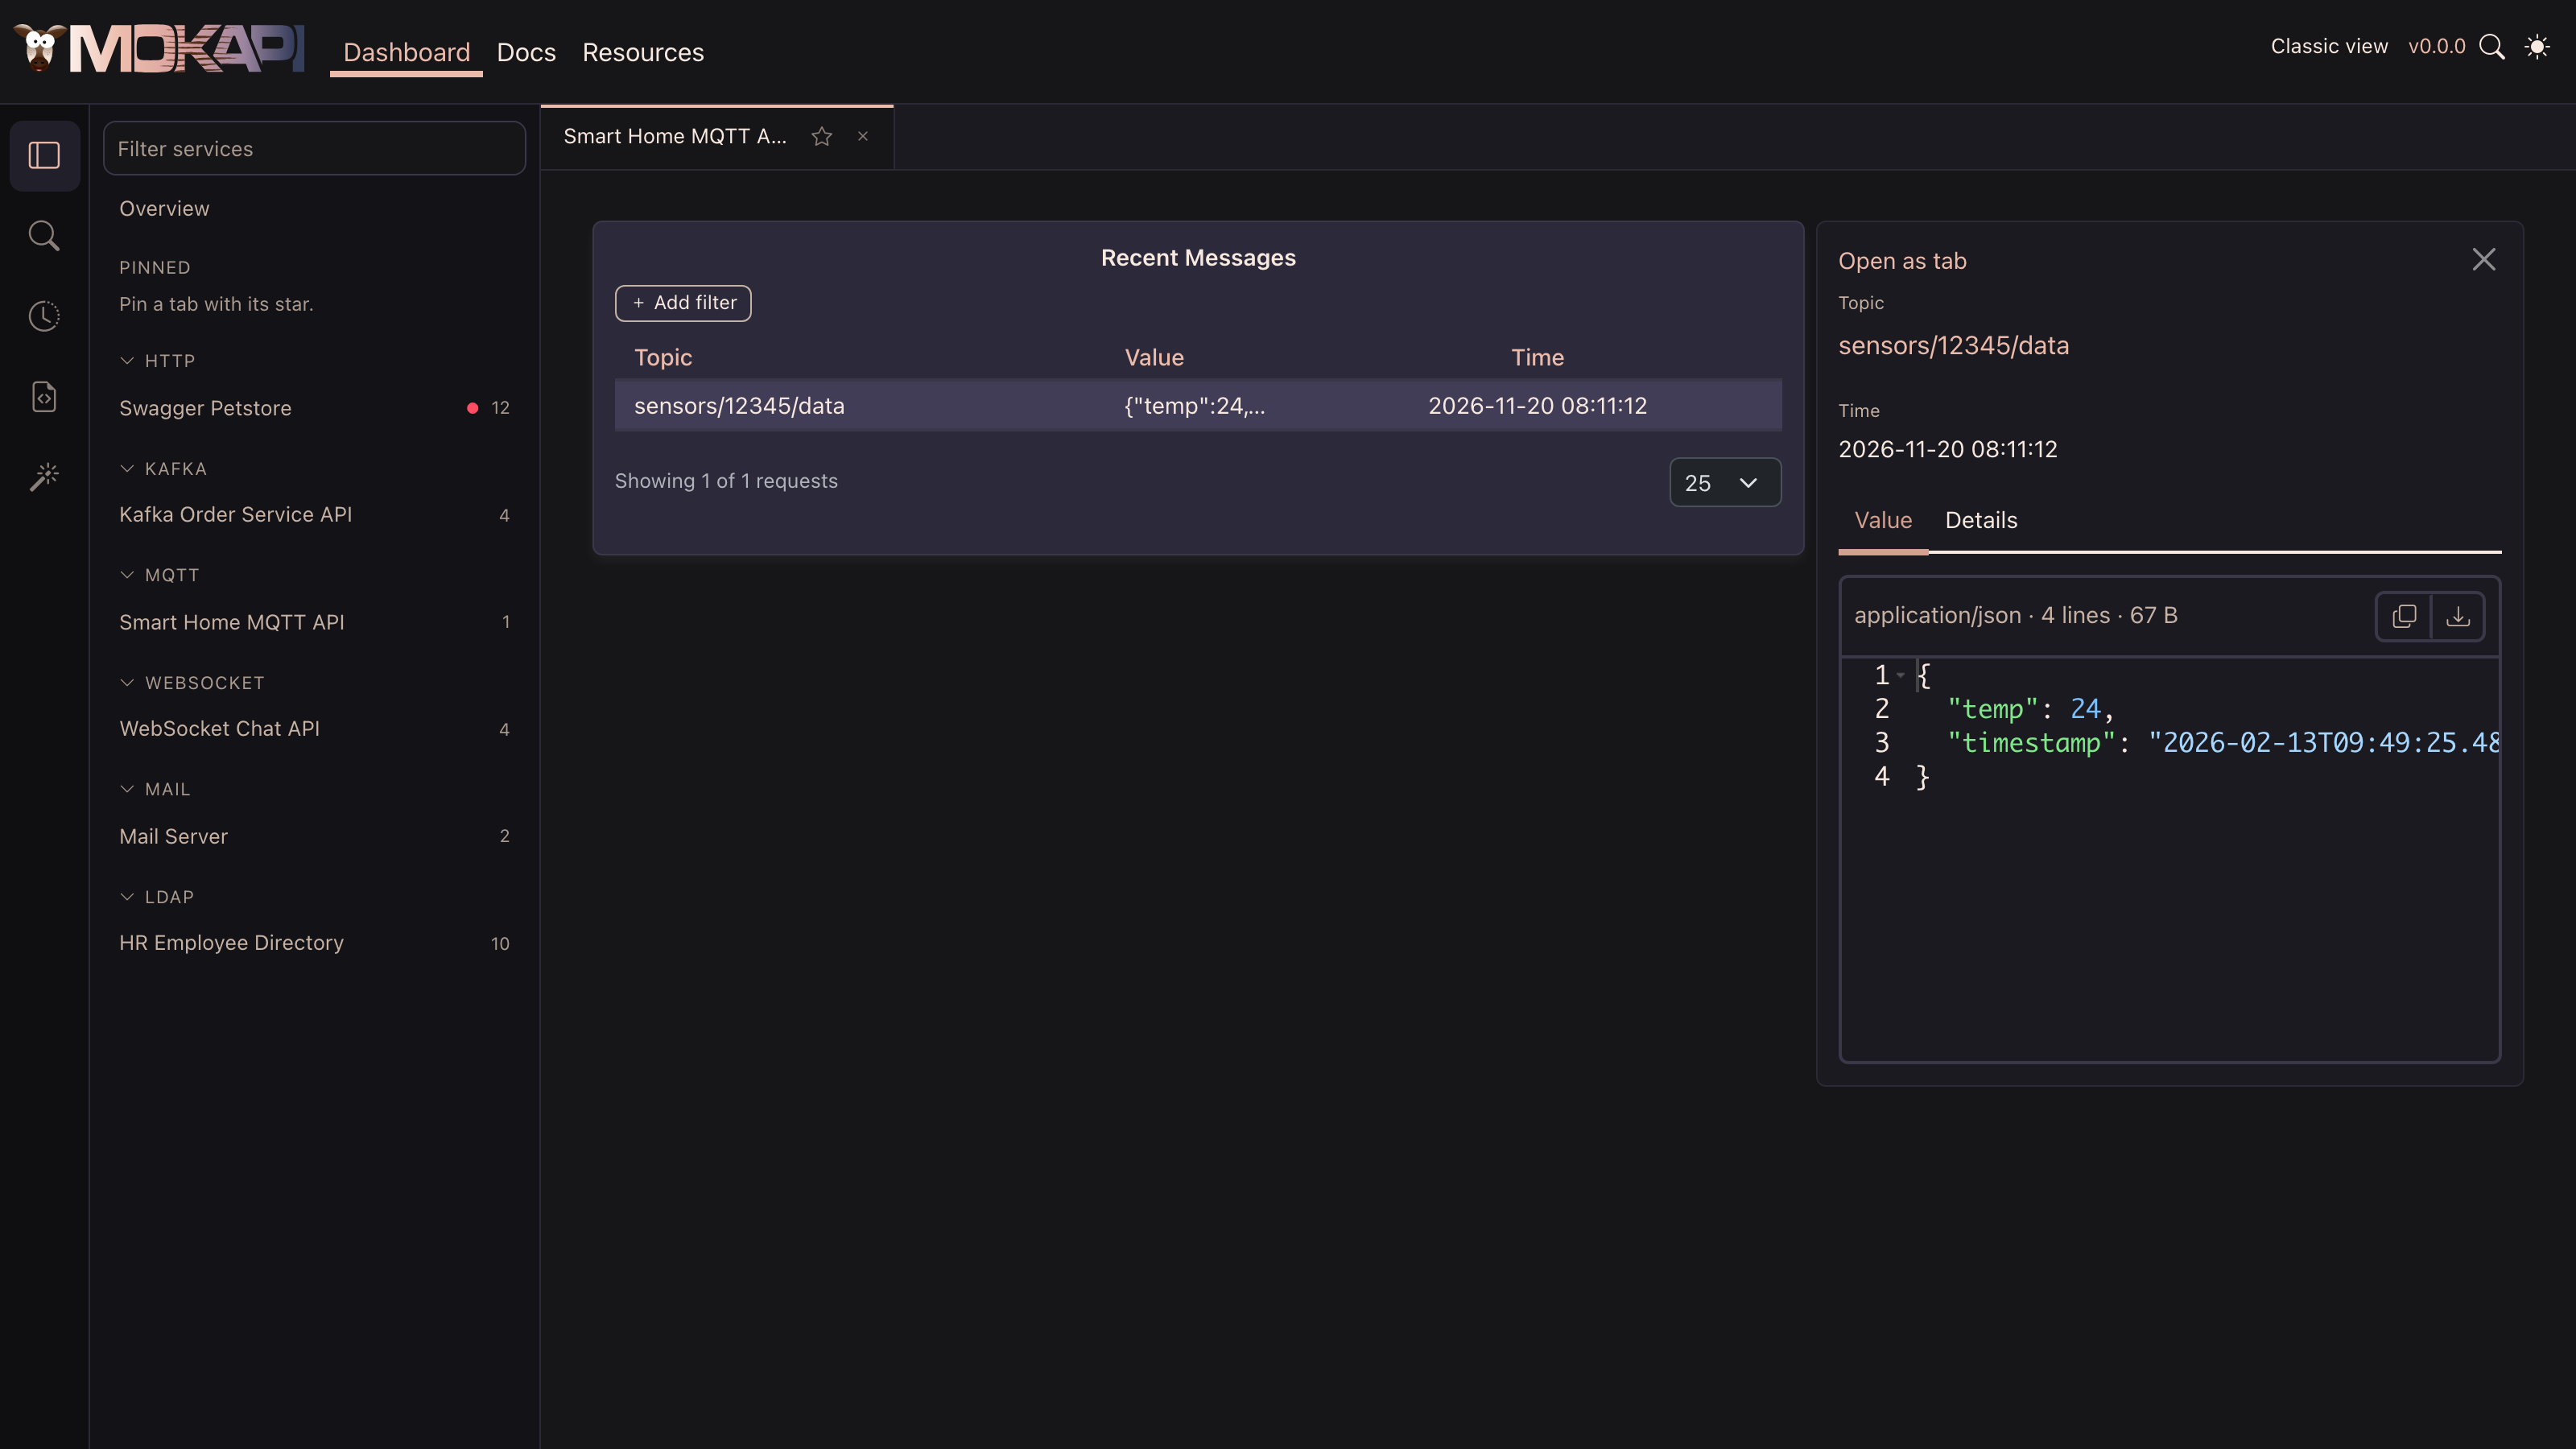 MOKAPI
Dashboard Docs Resources
Classic view v0.0.0
Filter services
Overview
PINNED
Pin a tab with its star.
HTTP
Swagger Petstore 12
KAFKA
Kafka Order Service API 4
MQTT
Smart Home MQTT API 1
WEBSOCKET
WebSocket Chat API 4
MAIL
Mail Server 2
LDAP
HR Employee Directory 10
Smart Home MQTT A...
Recent Messages
+ Add filter
Topic Value Time
sensors/12345/data {"temp":24,... 2026-11-20 08:11:12
Showing 1 of 1 requests
25
Open as tab
Topic
sensors/12345/data
Time
2026-11-20 08:11:12
Value Details
application/json · 4 lines · 67 B
1 {
2 "temp": 24,
3 "timestamp": "2026-02-13T09:49:25.48
4 }